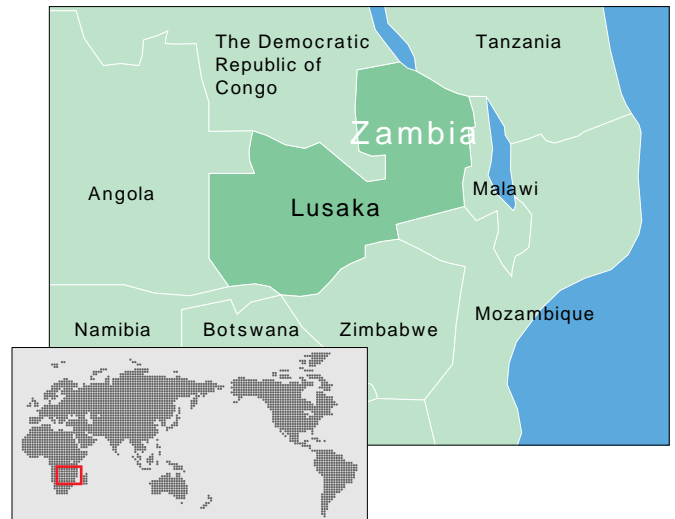 The Democratic
Republic of
Congo
Tanzania
Zambia
Angola
Lusaka
Malawi
Mozambique
Namibia
Botswana
Zimbabwe